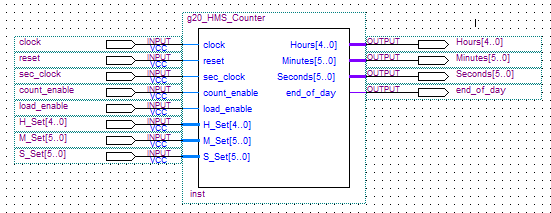 g20_HMS_Counter
clock INPUT VCC clock Hours[4..0] OUTPUT Hours[4..0]
reset INPUT VCC reset Minutes[5..0] OUTPUT Minutes[5..0]
sec_clock INPUT VCC sec_clock Seconds[5..0] OUTPUT Seconds[5..0]
count_enable INPUT VCC count_enable end_of_day OUTPUT end_of_day
load_enable INPUT VCC load_enable
H_Set[4..0] INPUT VCC H_Set[4..0]
M_Set[5..0] INPUT VCC M_Set[5..0]
S_Set[5..0] INPUT VCC S_Set[5..0]
inst